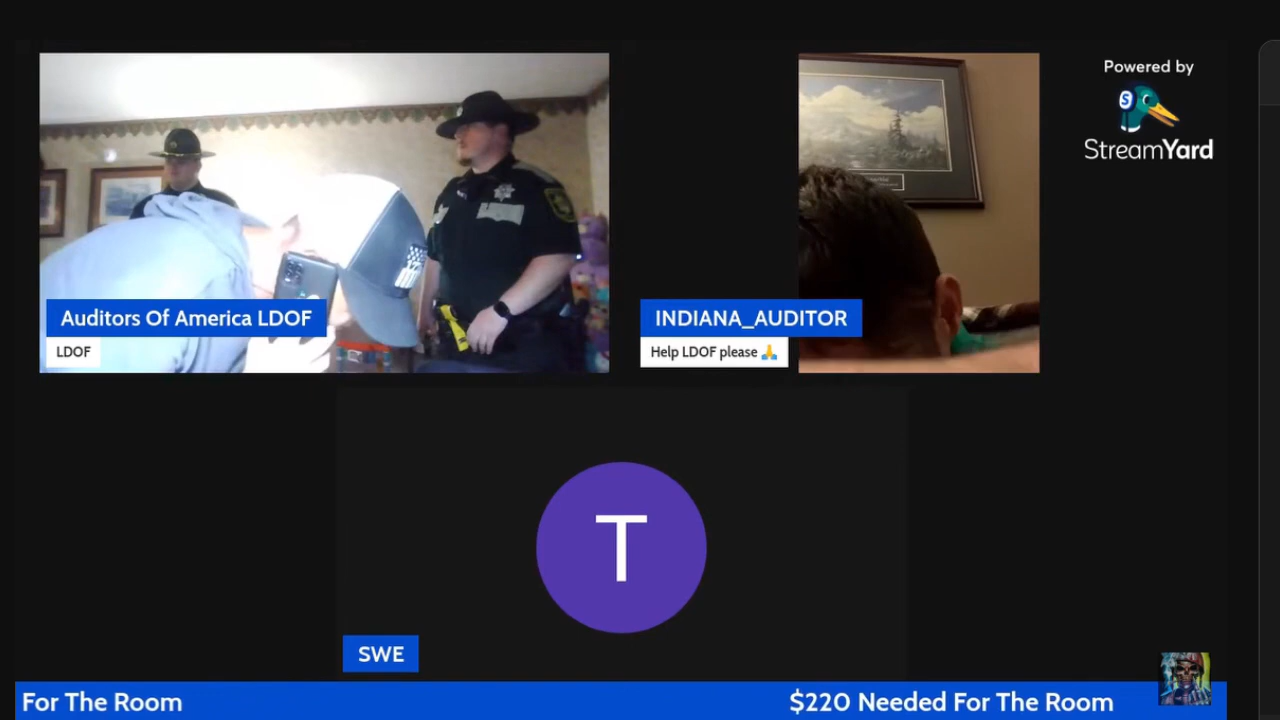 Powered by
S
StreamYard
Auditors Of America LDOF
LDOF
INDIANA_AUDITOR
Help LDOF please 🙏
T
SWE
For The Room
$220 Needed For The Room